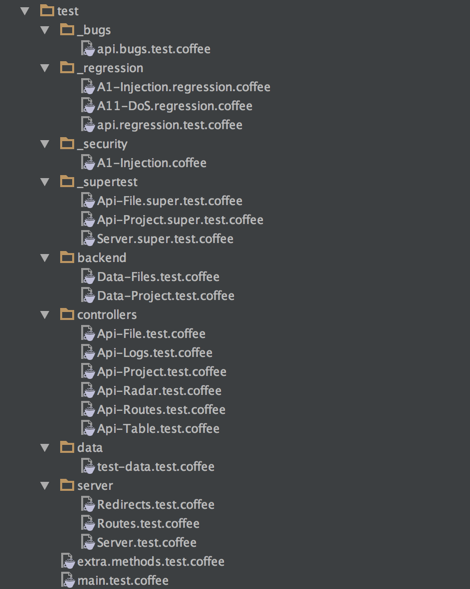 test
_bugs
api.bugs.test.coffee
_regression
A1-Injection.regression.coffee
A11-DoS.regression.coffee
api.regression.test.coffee
_security
A1-Injection.coffee
_supertest
Api-File.super.test.coffee
Api-Project.super.test.coffee
Server.super.test.coffee
backend
Data-Files.test.coffee
Data-Project.test.coffee
controllers
Api-File.test.coffee
Api-Logs.test.coffee
Api-Project.test.coffee
Api-Radar.test.coffee
Api-Routes.test.coffee
Api-Table.test.coffee
data
test-data.test.coffee
server
Redirects.test.coffee
Routes.test.coffee
Server.test.coffee
extra.methods.test.coffee
main.test.coffee